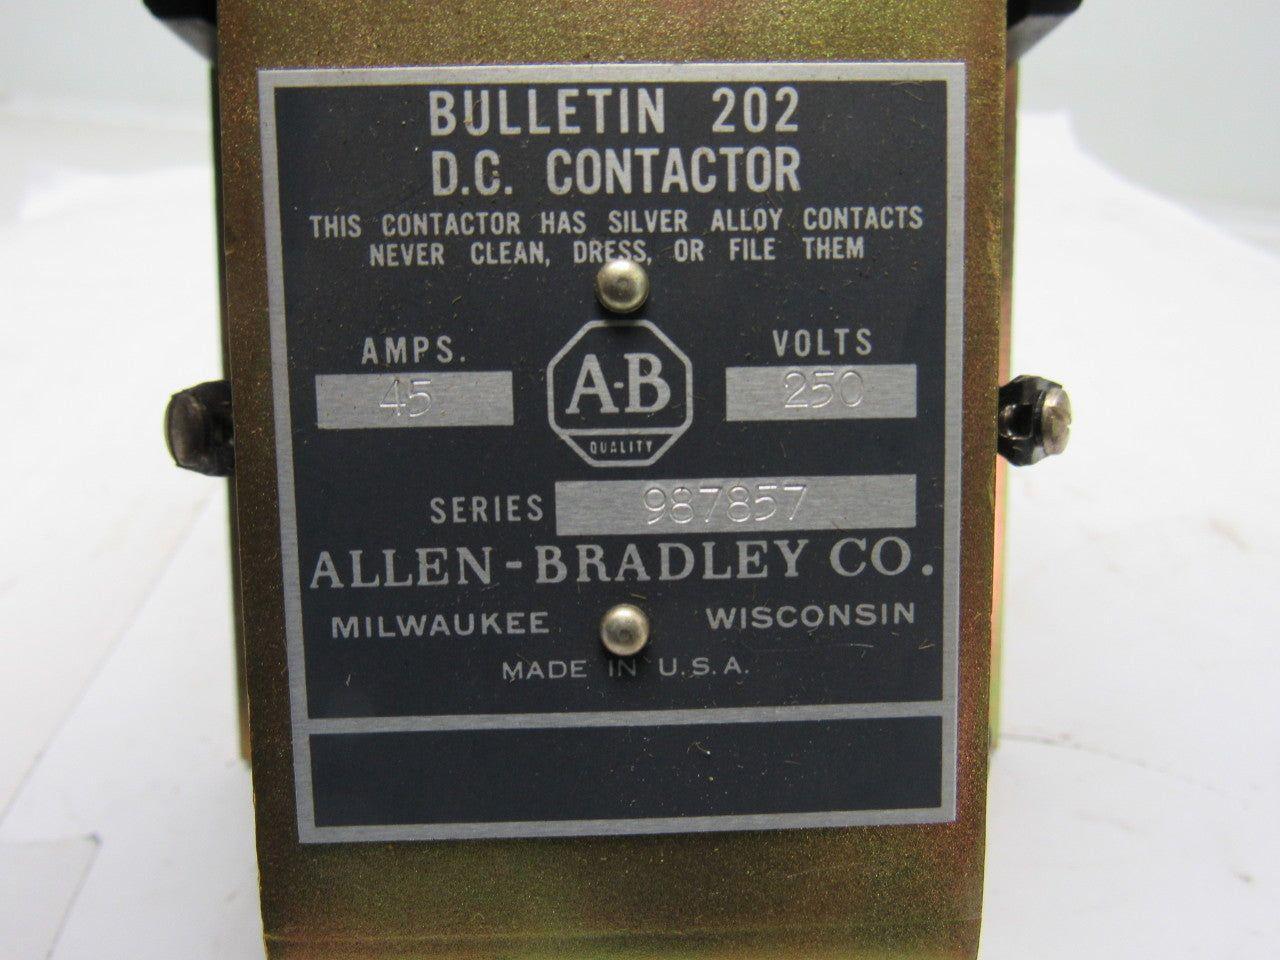 BULLETIN 202
D.C. CONTACTOR
THIS CONTACTOR HAS SILVER ALLOY CONTACTS
NEVER CLEAN, DRESS, OR FILE THEM
AMPS.
45
A-B
QUALITY
VOLTS
250
SERIES 987857
ALLEN-BRADLEY CO.
MILWAUKEE WISCONSIN
MADE IN U.S.A.